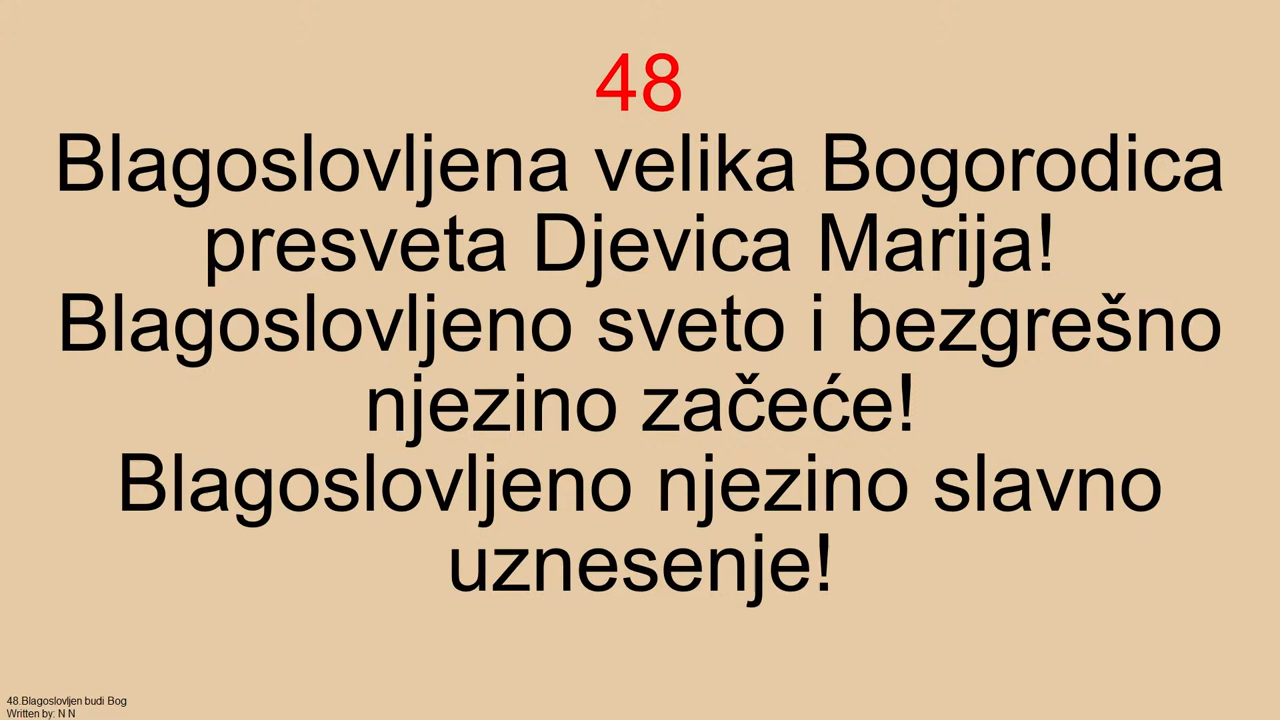 48
Blagoslovljena velika Bogorodica
presveta Djevica Marija!
Blagoslovljeno sveto i bezgrešno
njezino začeće!
Blagoslovljeno njezino slavno
uznesenje!
48.Blagoslovljen budi Bog
Written by: N N